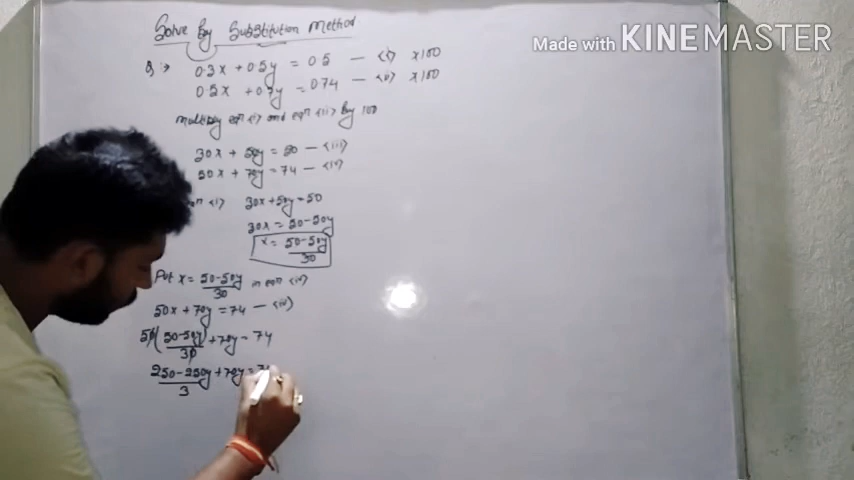 Solve By Substitution Method
Made with KINEMASTER
Q :→ 0.3x + 0.5y = 0.5 — (i) x100
0.5x + 0.7y = 0.74 — (ii) x100
multiply eqn (i) and eqn (ii) by 100
30x + 50y = 50 — (iii)
50x + 70y = 74 — (iv)
(i) 30x + 50y = 50
30x = 50 - 50y
x = 50 - 50y / 30
Put x = 50 - 50y / 30 in eqn (iv)
50x + 70y = 74 — (iv)
50 ( 50 - 50y / 30 ) + 70y = 74
250 - 250y / 3 + 70y =